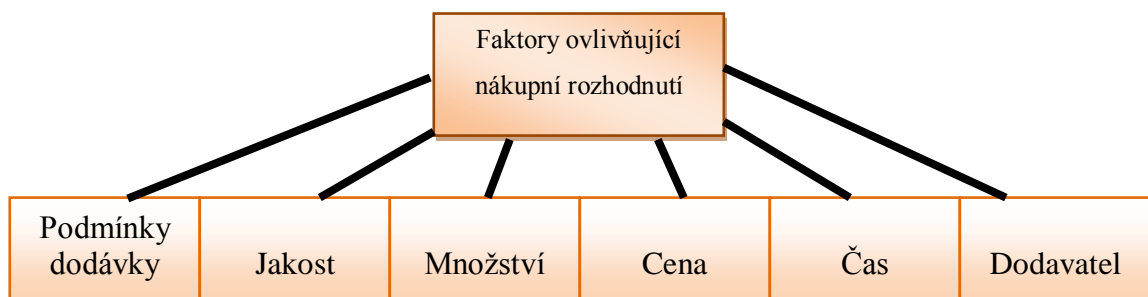 Faktory ovlivňující
nákupní rozhodnutí
Podmínky
dodávky
Jakost
Množství
Cena
Čas
Dodavatel